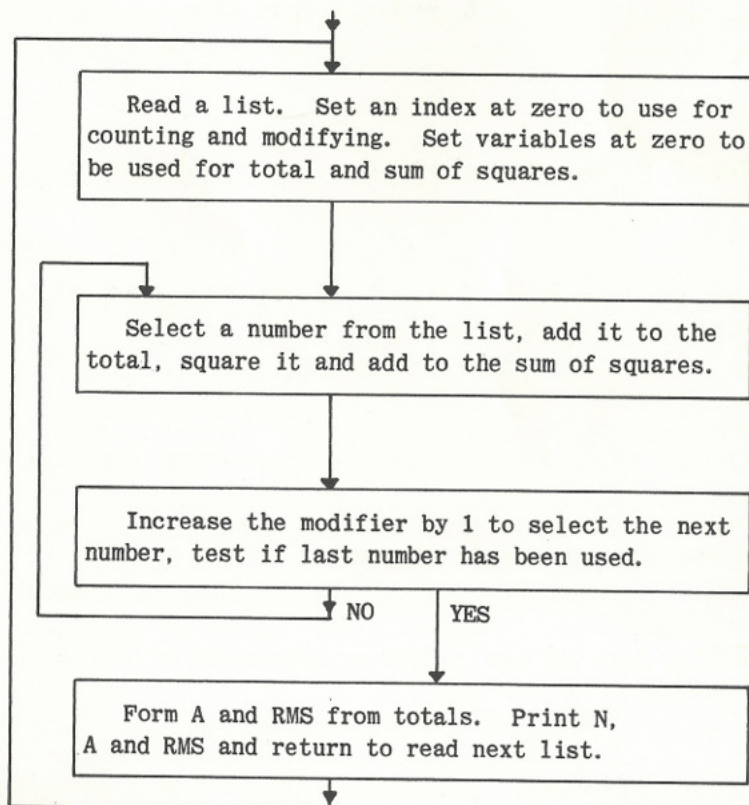 Read a list. Set an index at zero to use for
counting and modifying. Set variables at zero to
be used for total and sum of squares.
Select a number from the list, add it to the
total, square it and add to the sum of squares.
Increase the modifier by 1 to select the next
number, test if last number has been used.
NO
YES
Form A and RMS from totals. Print N,
A and RMS and return to read next list.